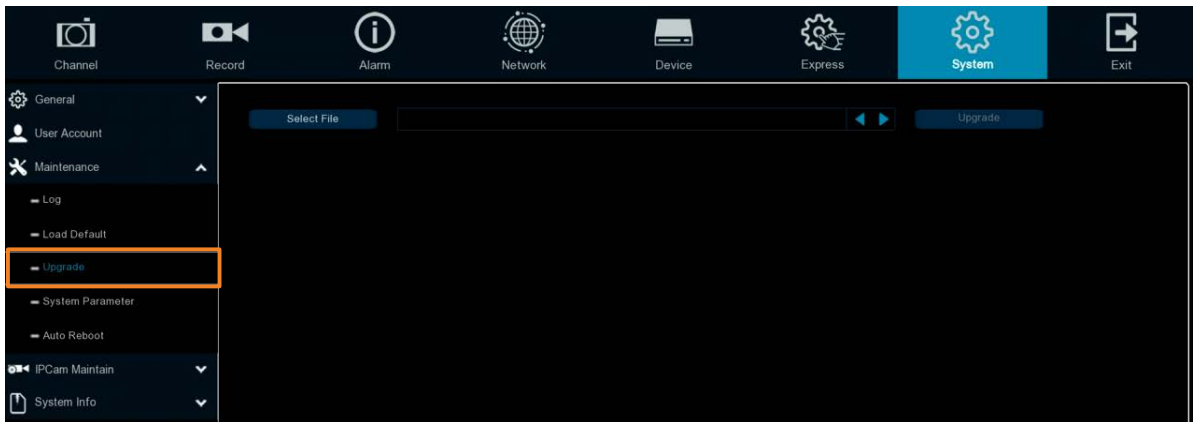 Channel
Record
Alarm
Network
Device
Express
System
Exit
General
User Account
Maintenance
Log
Load Default
Upgrade
System Parameter
Auto Reboot
IPCam Maintain
System Info
Select File
Upgrade